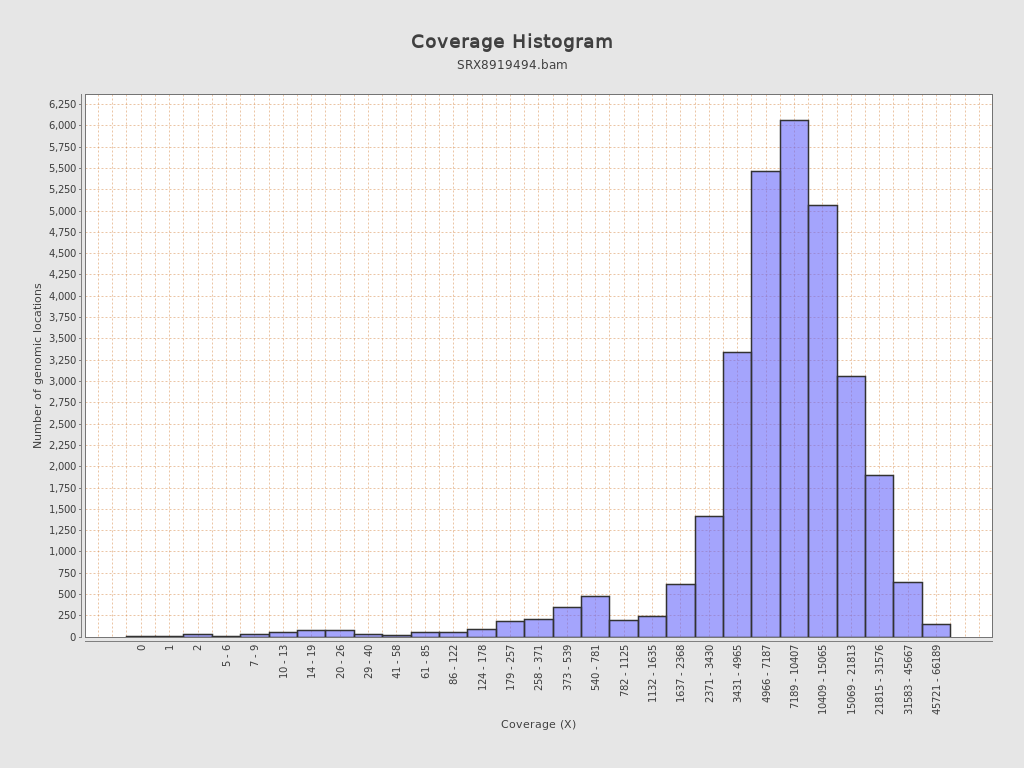 Coverage Histogram
SRX8919494.bam
Number of genomic locations
6,250
6,000
5,750
5,500
5,250
5,000
4,750
4,500
4,250
4,000
3,750
3,500
3,250
3,000
2,750
2,500
2,250
2,000
1,750
1,500
1,250
1,000
750
500
250
0
0
1
2
5 - 6
7 - 9
10 - 13
14 - 19
20 - 26
29 - 40
41 - 58
61 - 85
86 - 122
124 - 178
179 - 257
258 - 371
373 - 539
540 - 781
782 - 1125
1132 - 1635
1637 - 2368
2371 - 3430
3431 - 4965
4966 - 7187
7189 - 10407
10409 - 15065
15069 - 21813
21815 - 31576
31583 - 45667
45721 - 66189
Coverage (X)